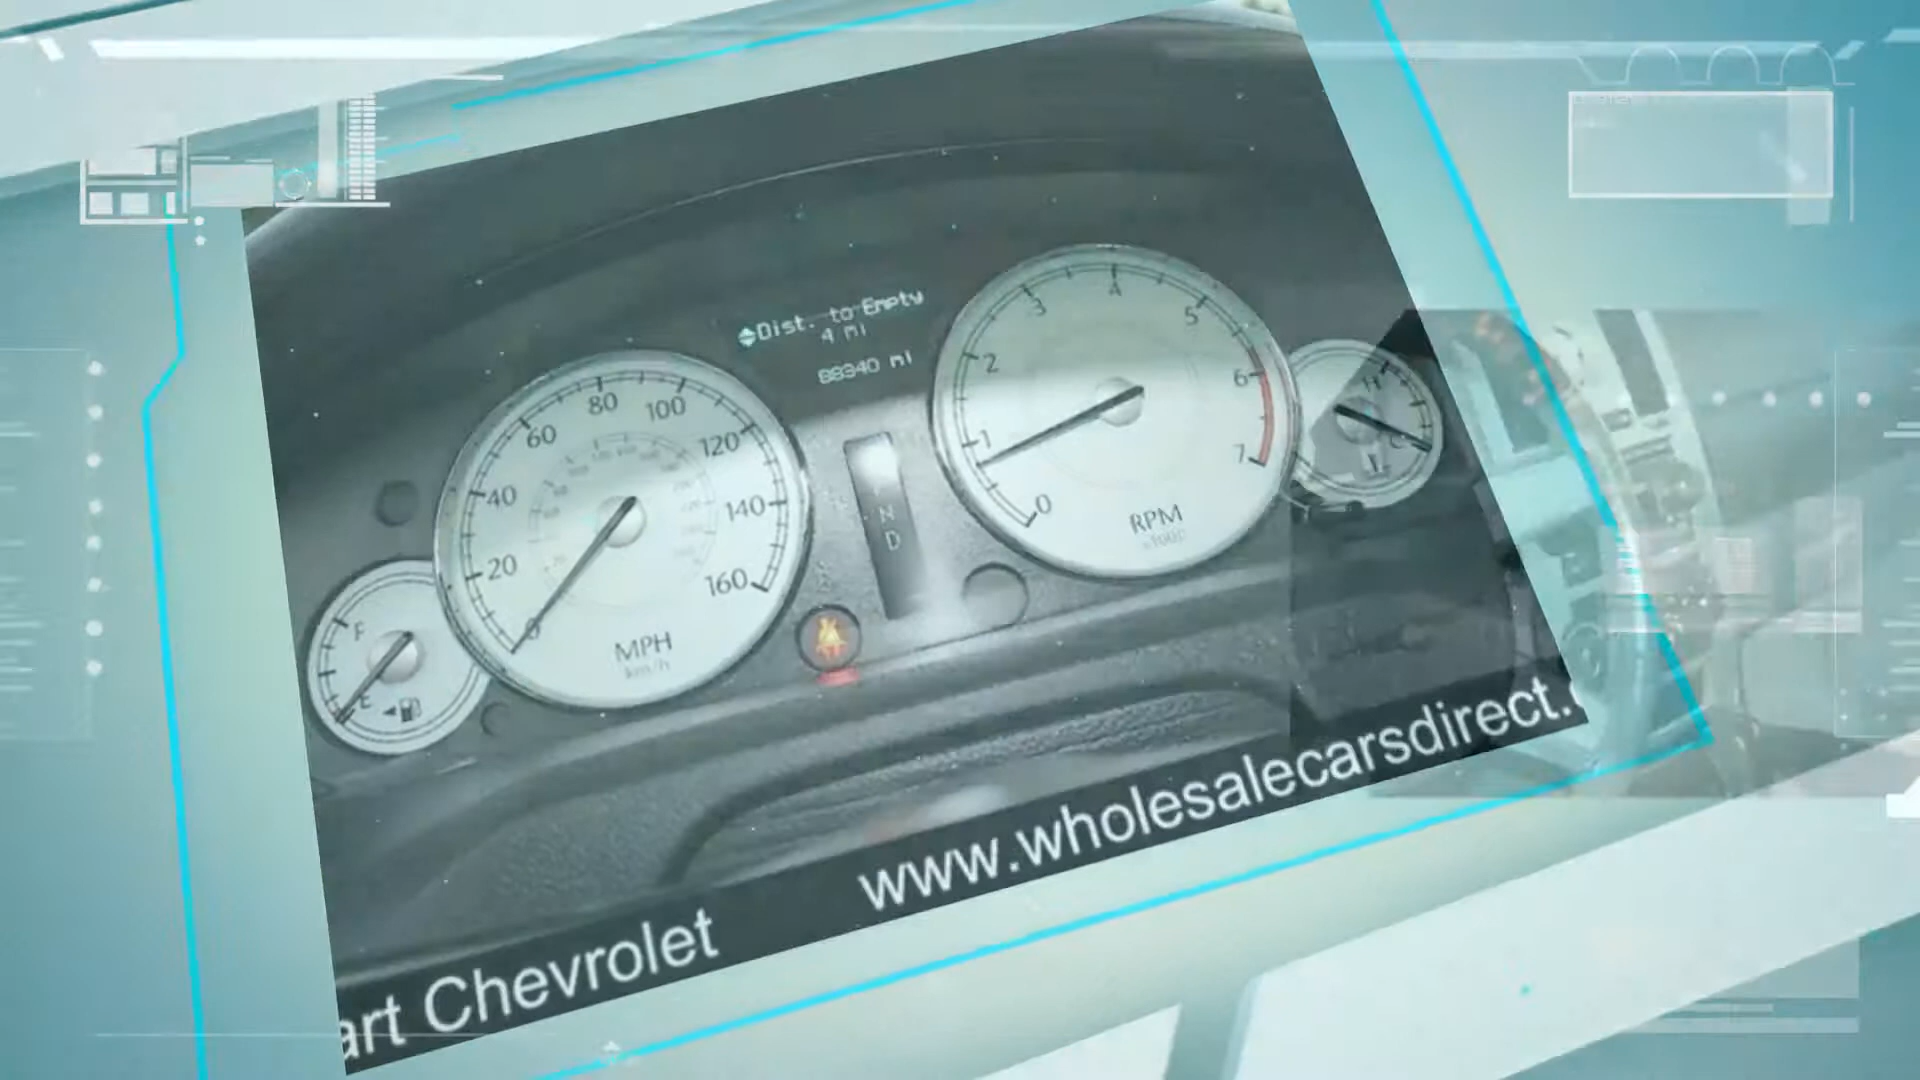 Dist. to Empty
4 mi
88340 mi
20
40
60
80
100
120
140
160
0
MPH
km/h
0
1
2
3
4
5
6
7
RPM
x1000
N
D
F
E
H
C
www.wholesalecarsdirect.
art Chevrolet